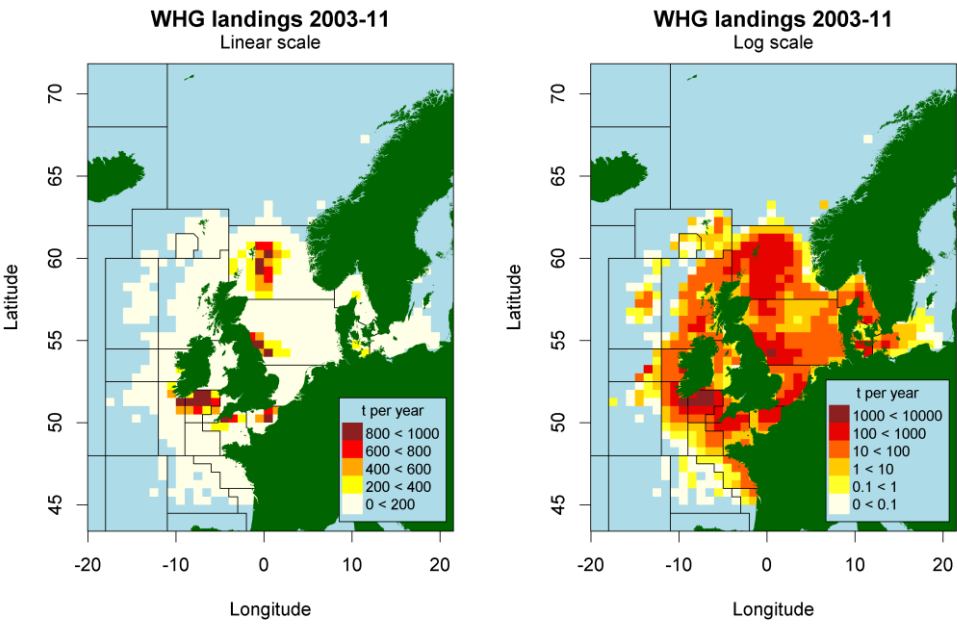 WHG landings 2003-11
Linear scale
Latitude
70
65
60
55
50
45
t per year
800 < 1000
600 < 800
400 < 600
200 < 400
0 < 200
-20
-10
0
10
20
Longitude
WHG landings 2003-11
Log scale
Latitude
70
65
60
55
50
45
t per year
1000 < 10000
100 < 1000
10 < 100
1 < 10
0.1 < 1
0 < 0.1
-20
-10
0
10
20
Longitude